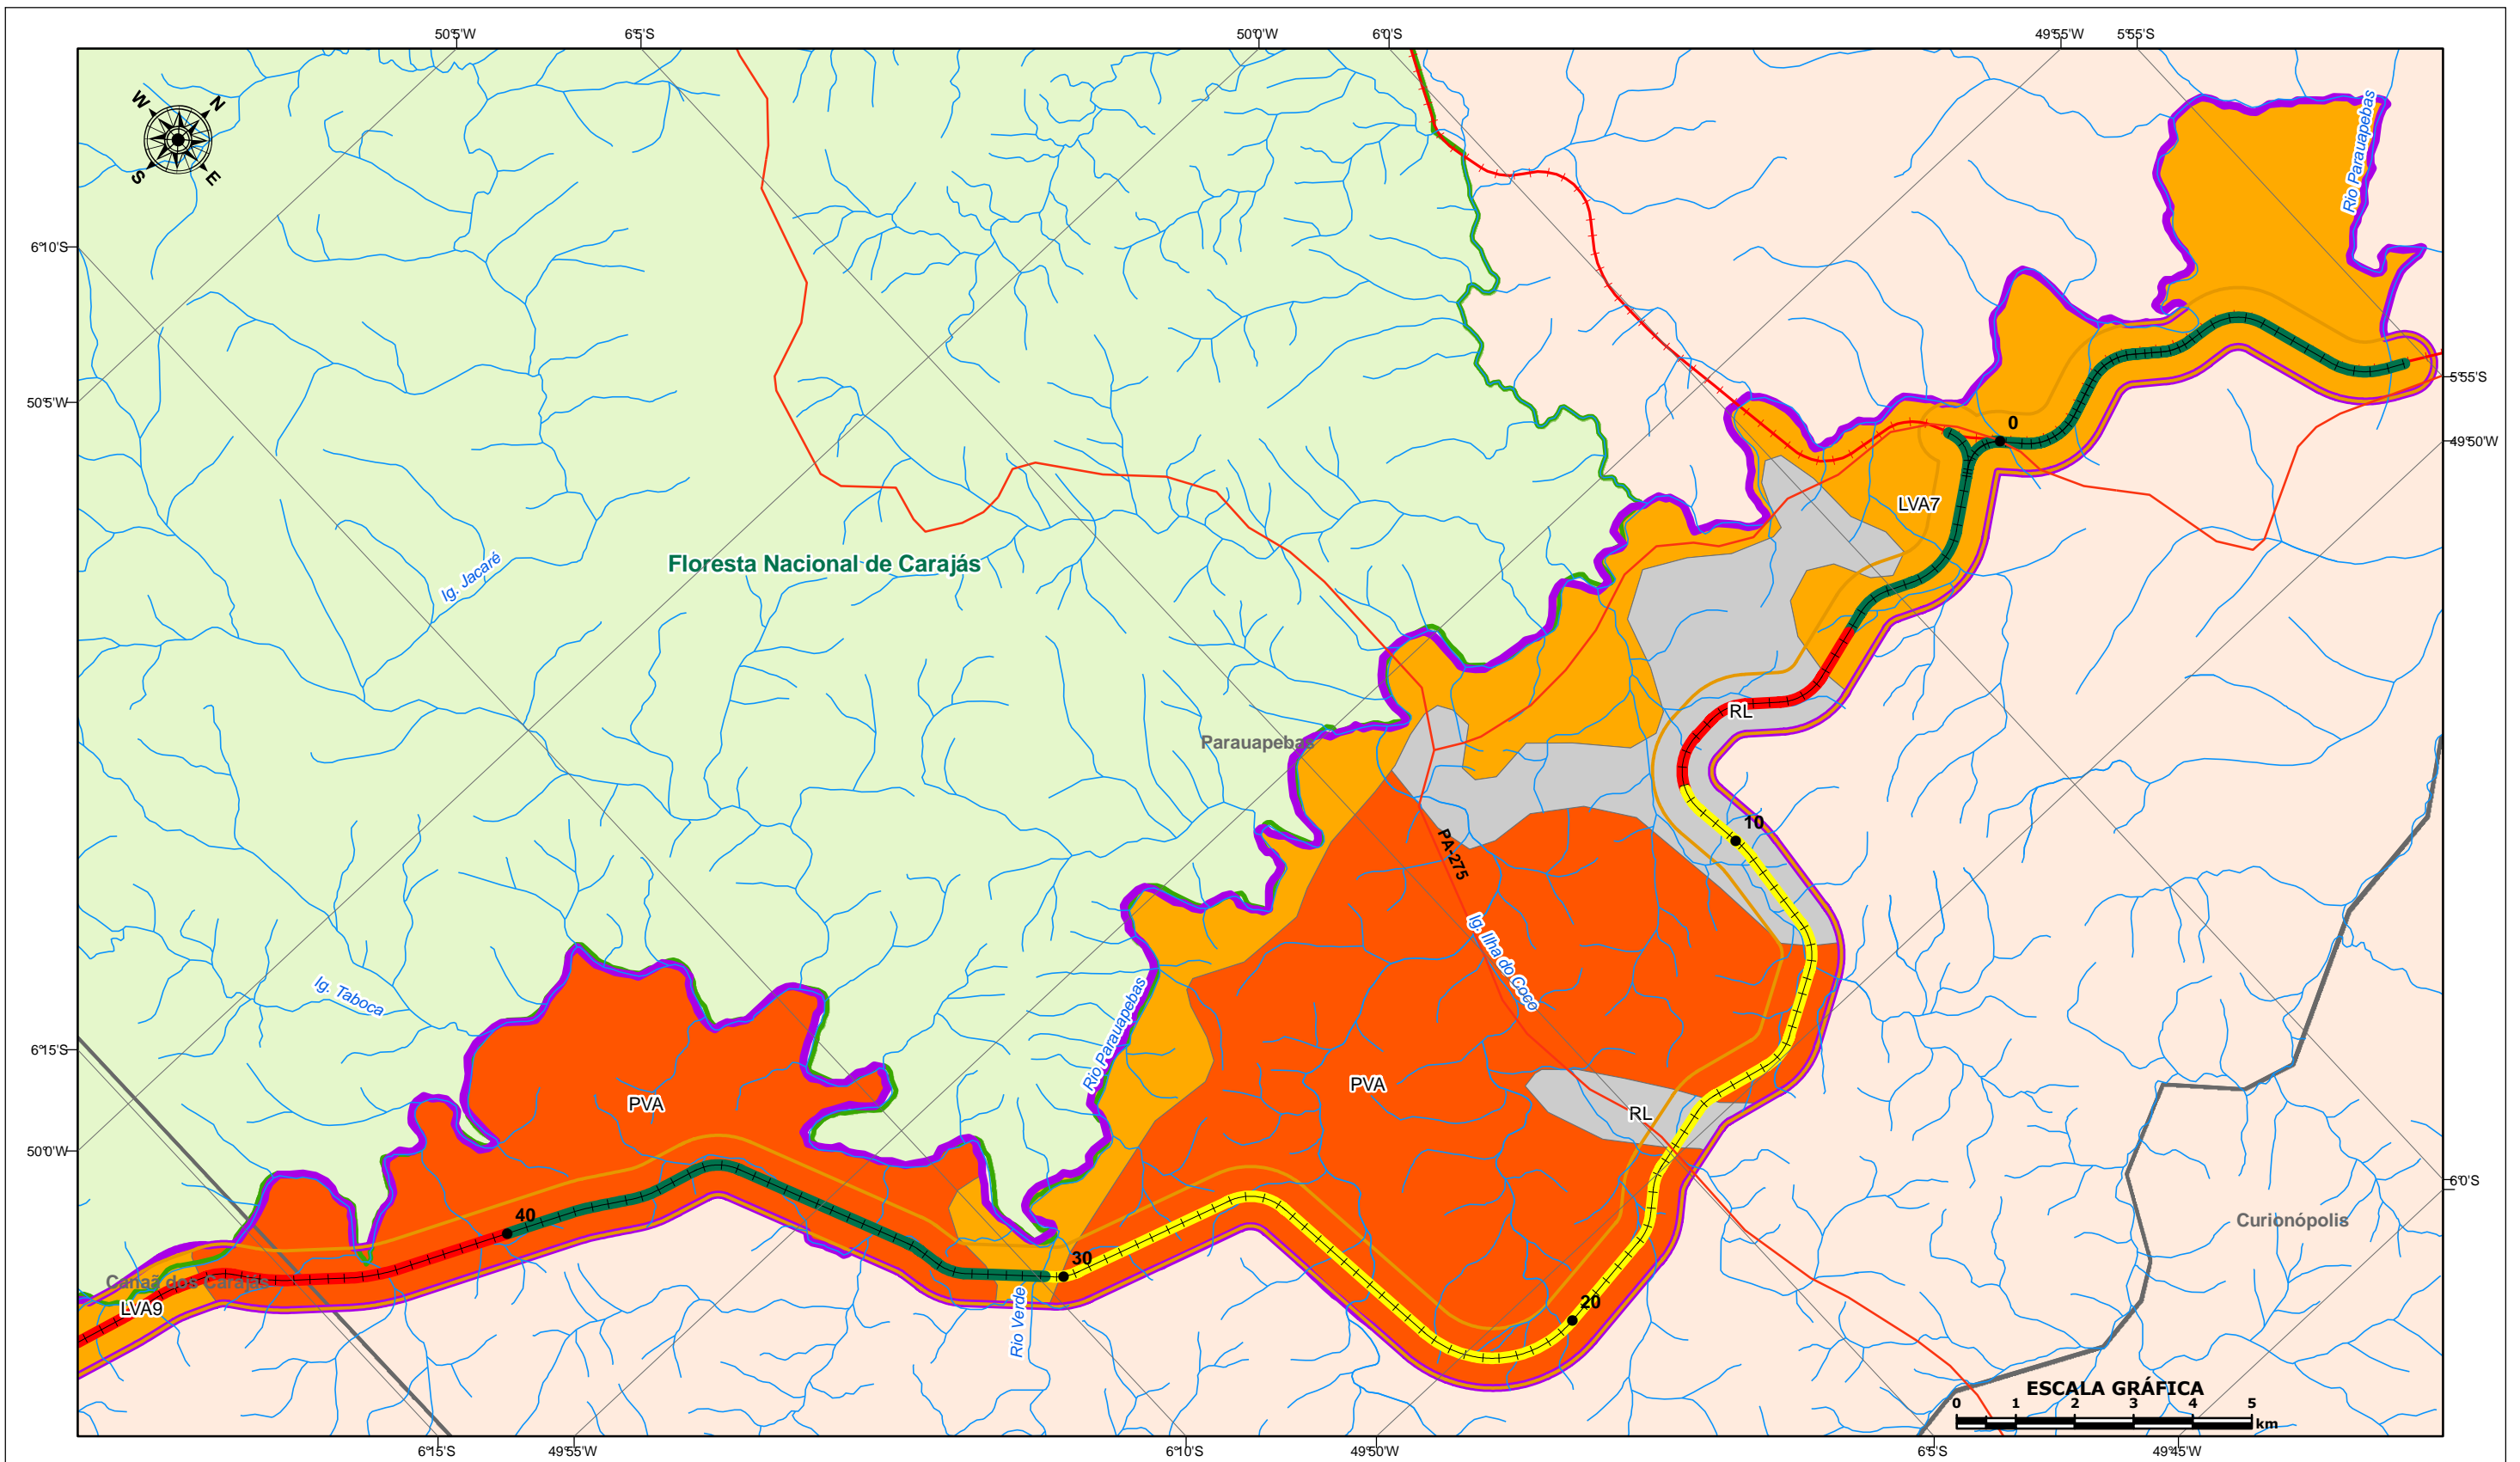 50°5'W
6°5'S
50°0'W
6°0'S
49°55'W
5°55'S
W
N
S
E
Rio Parauapebas
6°10'S
5°55'S
50°5'W
0
49°50'W
LVA7
Floresta Nacional de Carajás
Ig. Jacaré
RL
Parauapebas
10
PA-275
Ig. Ilha do Coco
Ig. Taboca
Rio Parauapebas
6°15'S
PVA
PVA
RL
50°0'W
6°0'S
40
Curionópolis
30
Canaã dos Carajás
LVA9
20
Rio Verde
ESCALA GRÁFICA
0 1 2 3 4 5
km
6°15'S
49°55'W
6°10'S
49°50'W
6°5'S
49°45'W